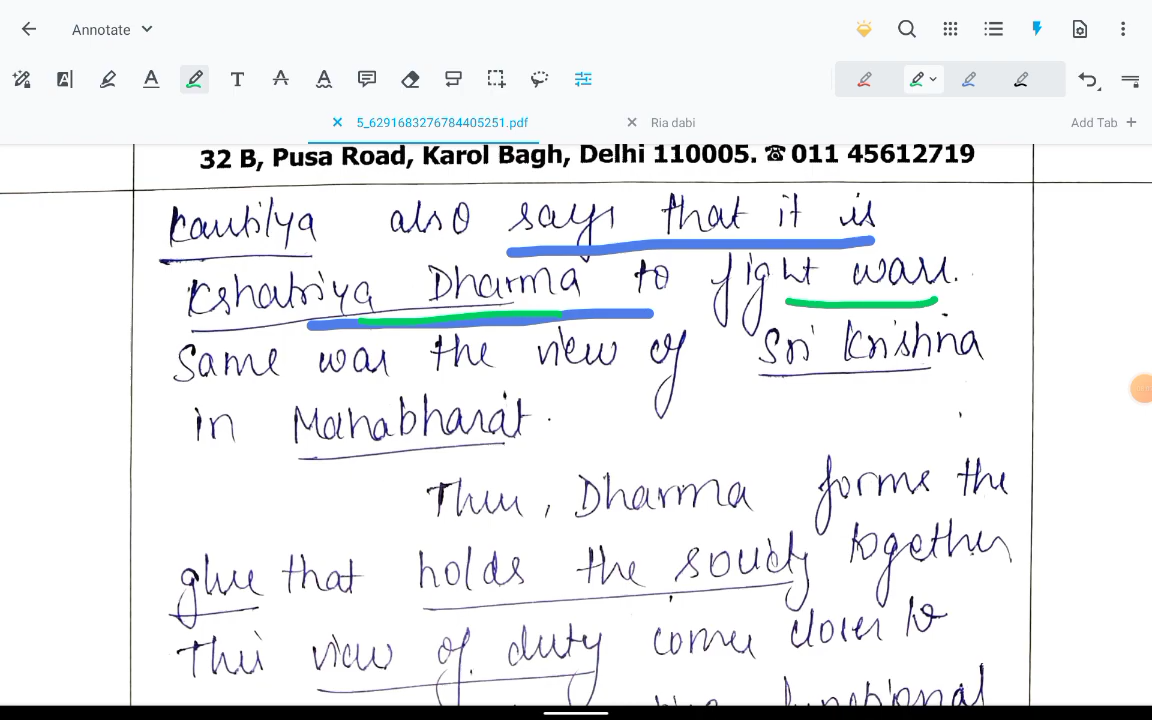 Annotate
5_6291683276784405251.pdf
Ria dabi
Add Tab +
32 B, Pusa Road, Karol Bagh, Delhi 110005. ☎ 011 45612719
Kautilya also says that it is
Kshatriya Dharma to fight wars.
Same was the view of Sri Krishna
in Mahabharat.
Thus, Dharma forms the
glue that holds the society together
This view of duty comes closer to
functional